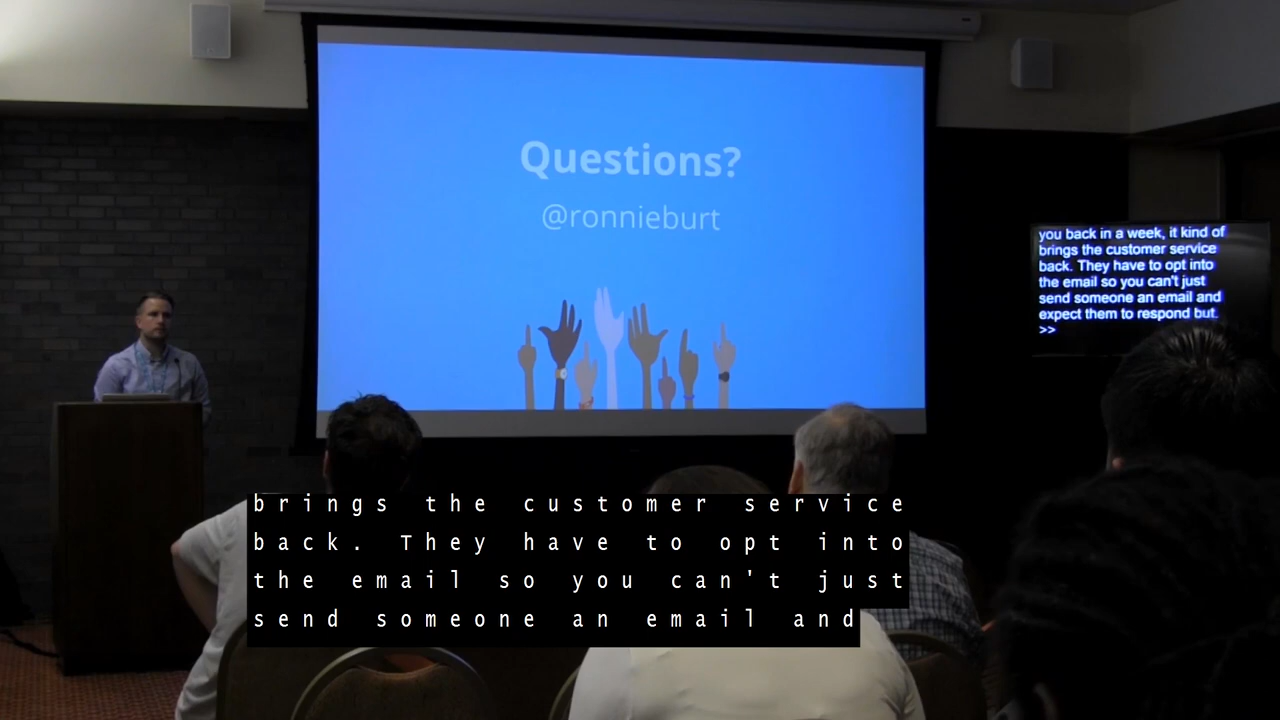 Questions?
@ronnieburt
you back in a week, it kind of
brings the customer service
back. They have to opt into
the email so you can't just
send someone an email and
expect them to respond but.
>>
brings the customer service
back. They have to opt into
the email so you can't just
send someone an email and